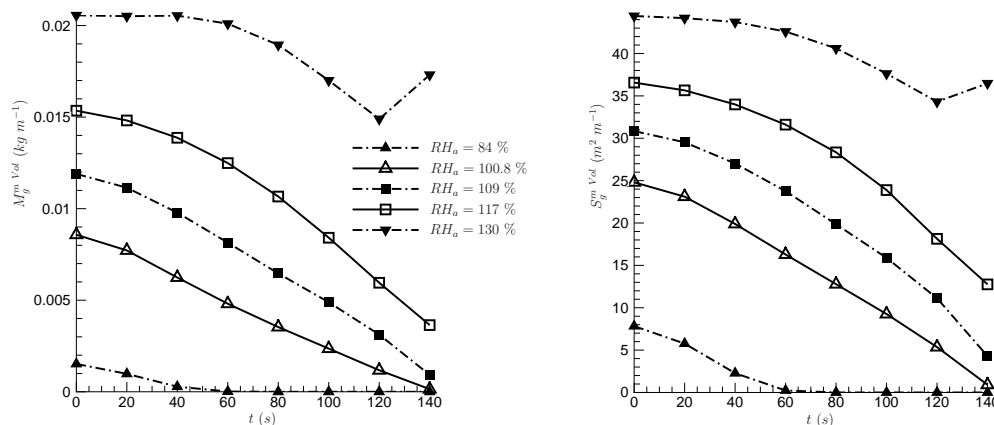 0.02
0.015
0.01
0.005
0
0 20 40 60 80 100 120 140
t (s)
M_g^{rm Vol} (kg m^{-1})
RH_a = 84 %
RH_a = 100.8 %
RH_a = 109 %
RH_a = 117 %
RH_a = 130 %
40
35
30
25
20
15
10
5
0
0 20 40 60 80 100 120 140
t (s)
S_g^{m Vol} (m^2 m^{-1})